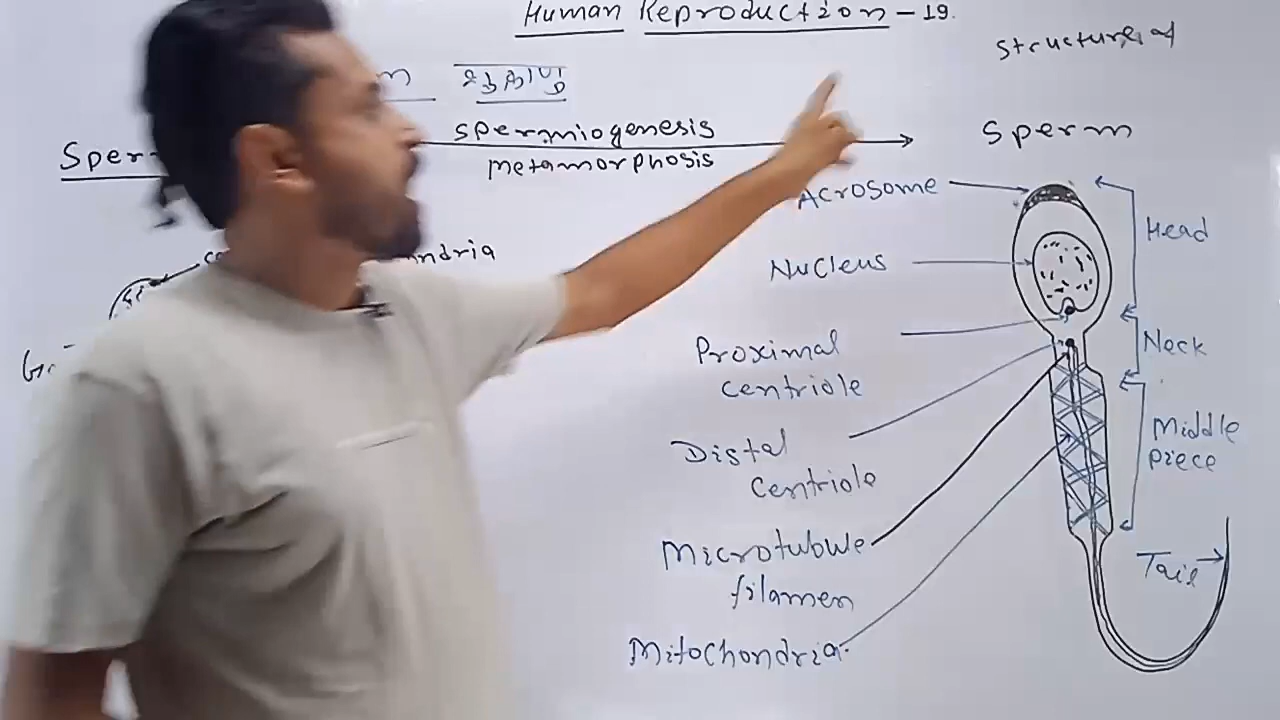 Human Reproduction - 19.
Structure of
Sperm
spermiogenesis
metamorphosis
Acrosome
Nucleus
Proximal
centriole
Distal
Centriole
Microtubule
filamen
Mitochondria
Head
Neck
Middle
piece
Tail